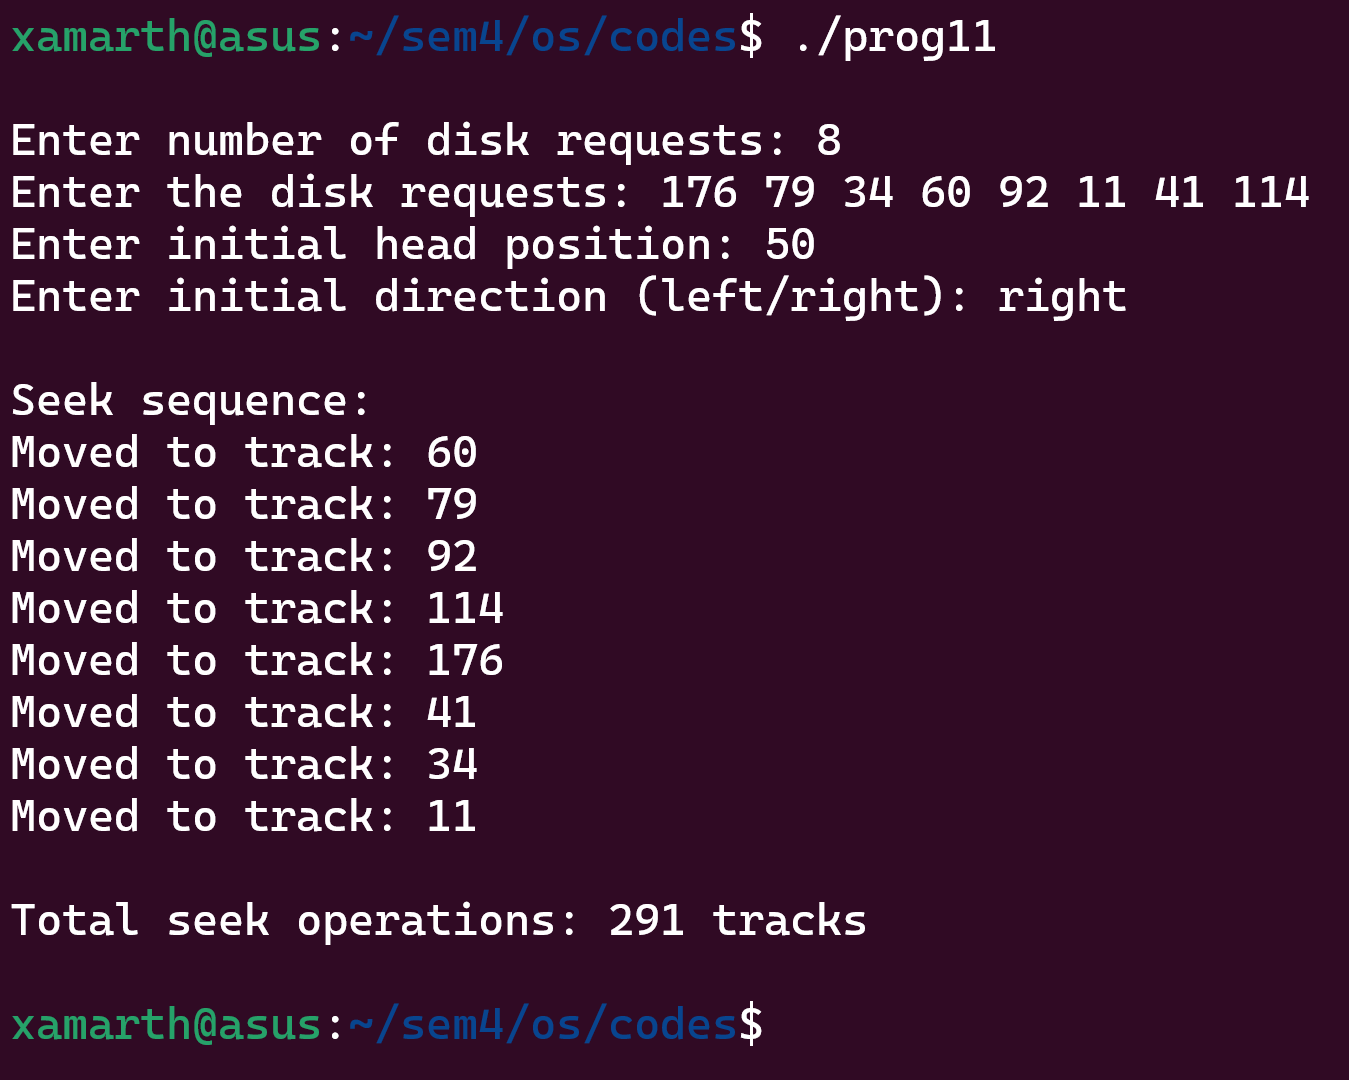 xamarth@asus:~/sem4/os/codes$ ./prog11
Enter number of disk requests: 8
Enter the disk requests: 176 79 34 60 92 11 41 114
Enter initial head position: 50
Enter initial direction (left/right): right
Seek sequence:
Moved to track: 60
Moved to track: 79
Moved to track: 92
Moved to track: 114
Moved to track: 176
Moved to track: 41
Moved to track: 34
Moved to track: 11
Total seek operations: 291 tracks
xamarth@asus:~/sem4/os/codes$